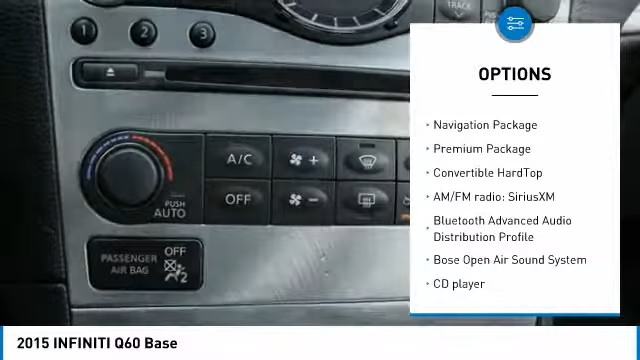 1
2
3
TRACK
A/C
+
PUSH
AUTO
OFF
-
OFF
PASSENGER
AIR BAG
2
OPTIONS
Navigation Package
Premium Package
Convertible HardTop
AM/FM radio: SiriusXM
Bluetooth Advanced Audio
Distribution Profile
Bose Open Air Sound System
CD player
2015 INFINITI Q60 Base